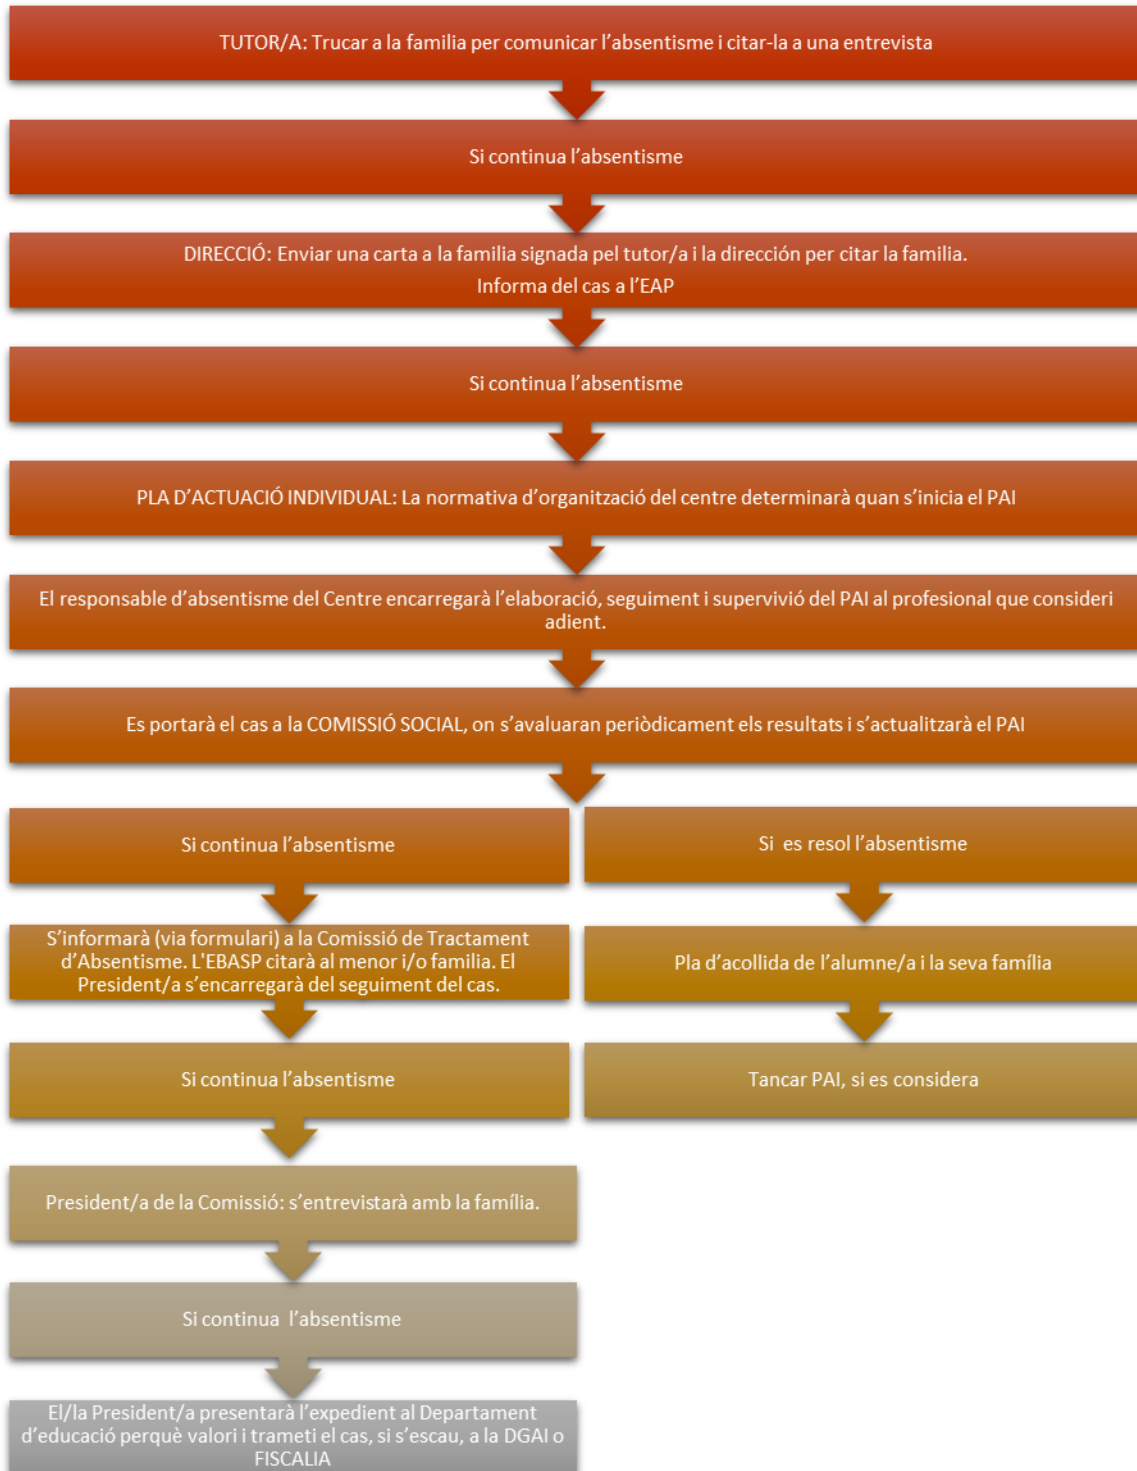 TUTOR/A: Trucar a la familia per comunicar l’absentisme i citar-la a una entrevista
Si continua l’absentisme
DIRECCIÓ: Enviar una carta a la familia signada pel tutor/a i la dirección per citar la familia.
Informa del cas a l’EAP
Si continua l’absentisme
PLA D’ACTUACIÓ INDIVIDUAL: La normativa d’organització del centre determinarà quan s’inicia el PAI
El responsable d’absentisme del Centre encarregarà l’elaboració, seguiment i supervivió del PAI al profesional que consideri
adient.
Es portarà el cas a la COMISSIÓ SOCIAL, on s’avaluaran periòdicament els resultats i s’actualitzarà el PAI
Si continua l’absentisme
Si es resol l’absentisme
S’informarà (via formulari) a la Comissió de Tractament
d’Absentisme. L'EBASP citarà al menor i/o familia. El
President/a s’encarregarà del seguiment del cas.
Pla d’acollida de l’alumne/a i la seva família
Si continua l’absentisme
Tancar PAI, si es considera
President/a de la Comissió: s’entrevistarà amb la família.
Si continua l’absentisme
El/la President/a presentarà l’expedient al Departament
d’educació perquè valori i trameti el cas, si s’escau, a la DGAI o
FISCALIA